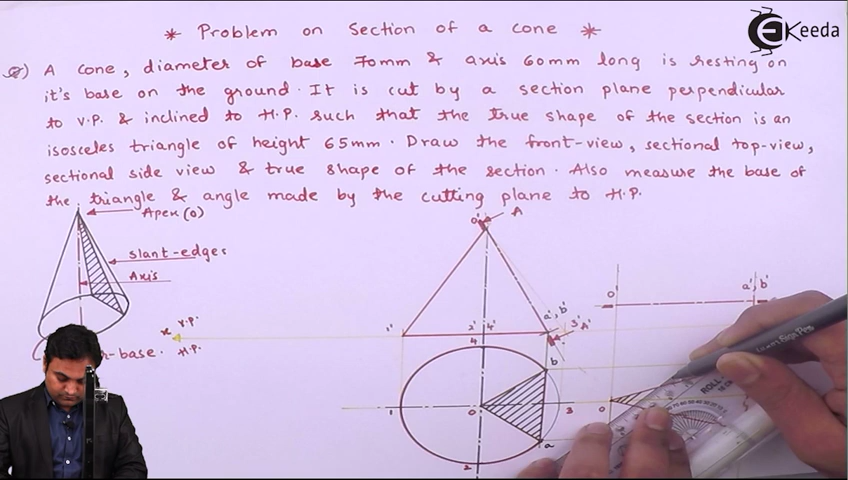 * Problem on Section of a cone *
Keeda
Q) A cone, diameter of base 70mm & axis 60mm long is resting on
it's base on the ground. It is cut by a section plane perpendicular
to V.P. & inclined to H.P. such that the true shape of the section is an
isosceles triangle of height 65mm. Draw the front-view, sectional top-view,
sectional side view & true shape of the section. Also measure the base of
the triangle & angle made by the cutting plane to H.P.
Apex (O)
slant-edges
Axis
r-base.
X
V.P.
H.P.
o' A
1' 2' 4' a', b' 3' A'
4 b
1 o 3
2 a
o' a', b'
o
ROLL